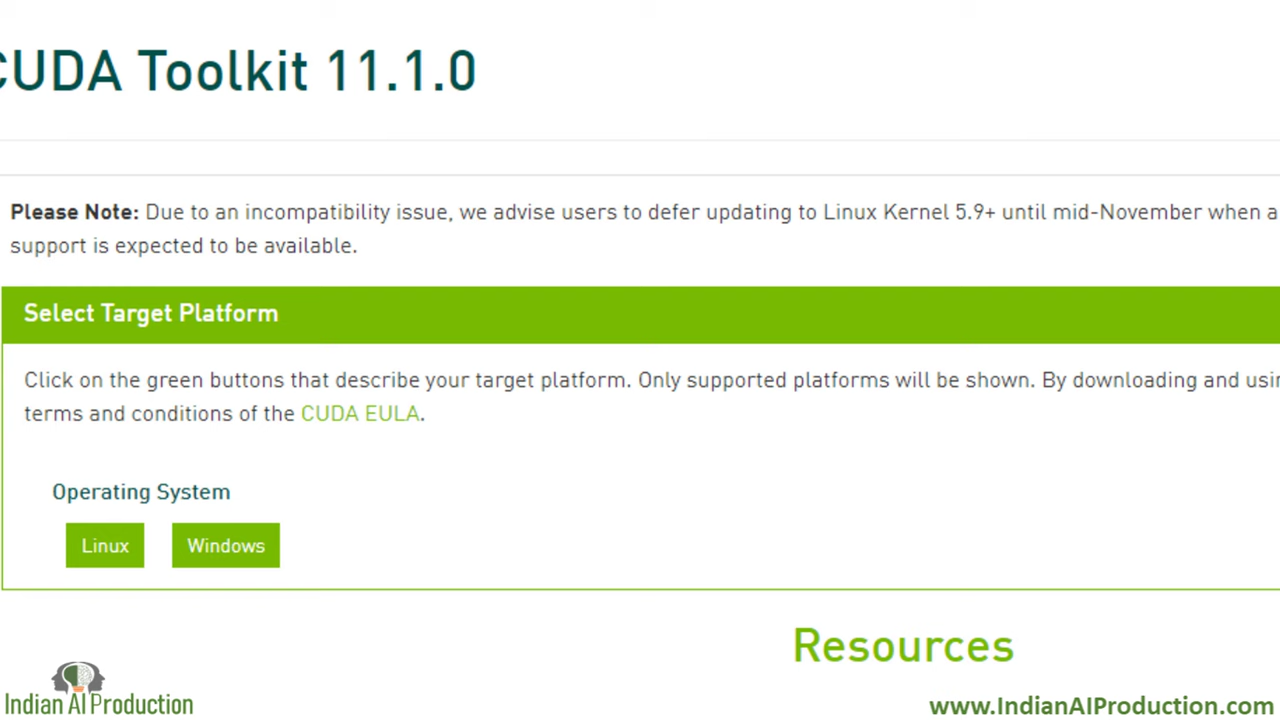 CUDA Toolkit 11.1.0
Please Note: Due to an incompatibility issue, we advise users to defer updating to Linux Kernel 5.9+ until mid-November when a
support is expected to be available.
Select Target Platform
Click on the green buttons that describe your target platform. Only supported platforms will be shown. By downloading and
terms and conditions of the CUDA EULA.
Operating System
Linux Windows
Resources
Indian AI Production
www.IndianAIProduction.com